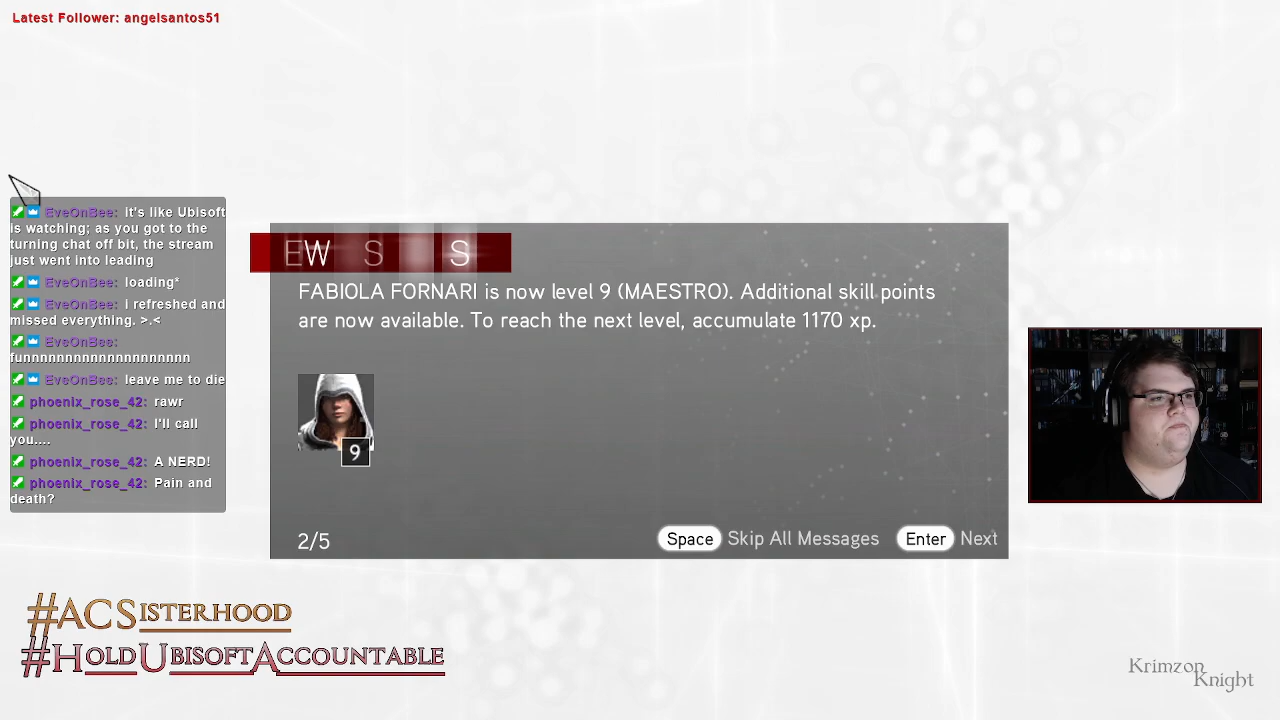 Latest Follower: angelsantos51
EveOnBee: it's like Ubisoft
is watching; as you got to the
turning chat off bit, the stream
just went into leading
EveOnBee: loading*
EveOnBee: i refreshed and
missed everything. >.<
EveOnBee:
funnnnnnnnnnnnnnnnnnnn
EveOnBee: leave me to die
phoenix_rose_42: rawr
phoenix_rose_42: I'll call
you....
phoenix_rose_42: A NERD!
phoenix_rose_42: Pain and
death?
EW S S
FABIOLA FORNARI is now level 9 (MAESTRO). Additional skill points
are now available. To reach the next level, accumulate 1170 xp.
9
2/5
Space Skip All Messages Enter Next
#ACSISTERHOOD
#HOLDUBISOFTACCOUNTABLE
Krimzon
Knight